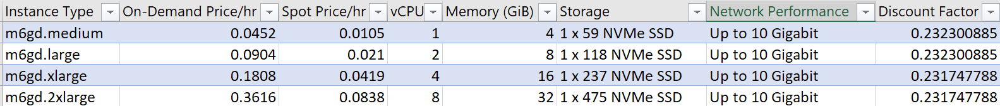 Instance Type On-Demand Price/hr Spot Price/hr vCPU Memory (GiB) Storage Network Performance Discount Factor
m6gd.medium 0.0452 0.0105 1 4 1 x 59 NVMe SSD Up to 10 Gigabit 0.232300885
m6gd.large 0.0904 0.021 2 8 1 x 118 NVMe SSD Up to 10 Gigabit 0.232300885
m6gd.xlarge 0.1808 0.0419 4 16 1 x 237 NVMe SSD Up to 10 Gigabit 0.231747788
m6gd.2xlarge 0.3616 0.0838 8 32 1 x 475 NVMe SSD Up to 10 Gigabit 0.231747788